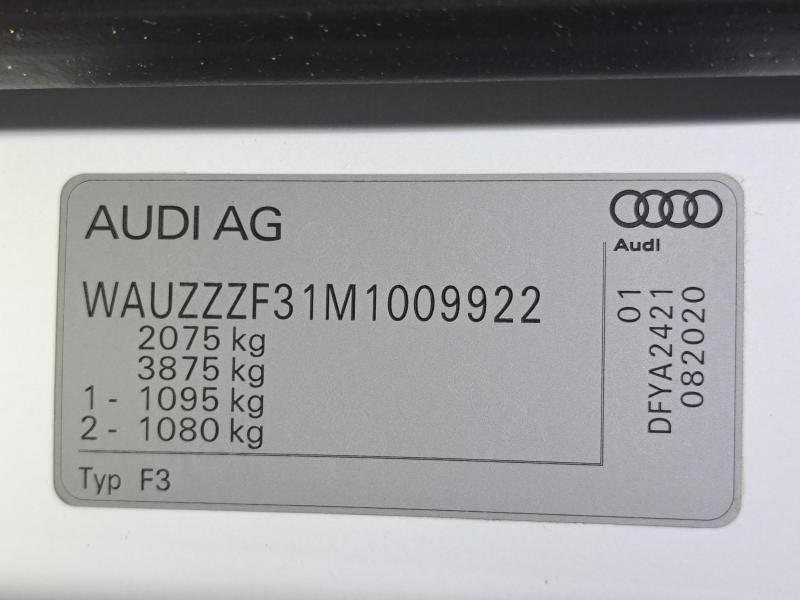 AUDI AG
Audi
WAUZZZF31M1009922
2075 kg
3875 kg
1 - 1095 kg
2 - 1080 kg
Typ F3
01
DFYA2421
082020